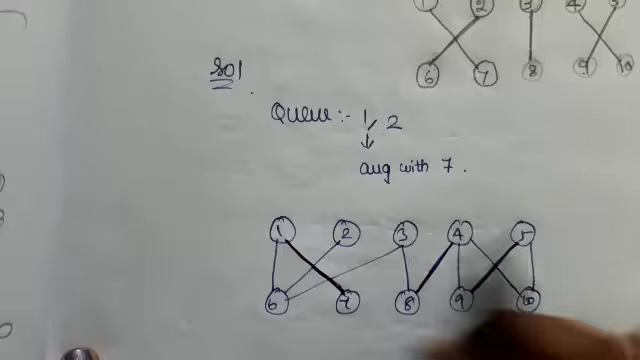 1 2 3 4 5
6 7 8 9 10
Sol
Queue :- 1, 2
aug with 7.
1 2 3 4 5
6 7 8 9 10